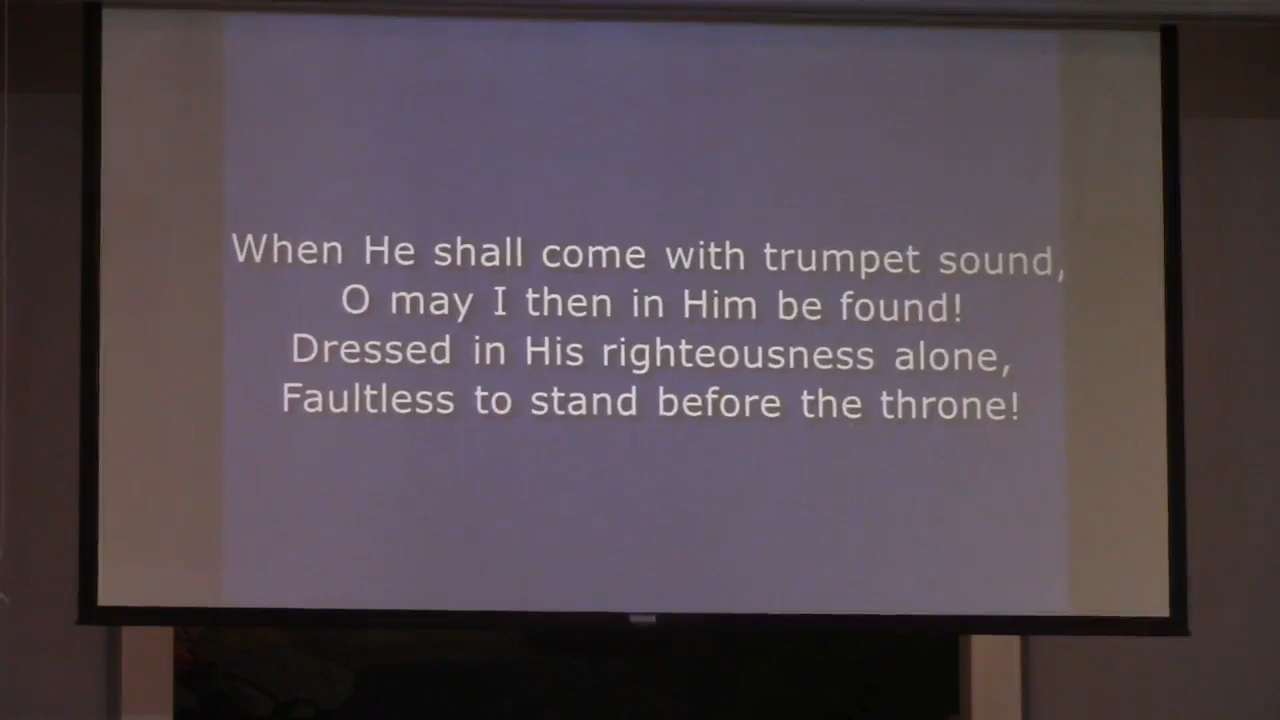 When He shall come with trumpet sound,
O may I then in Him be found!
Dressed in His righteousness alone,
Faultless to stand before the throne!